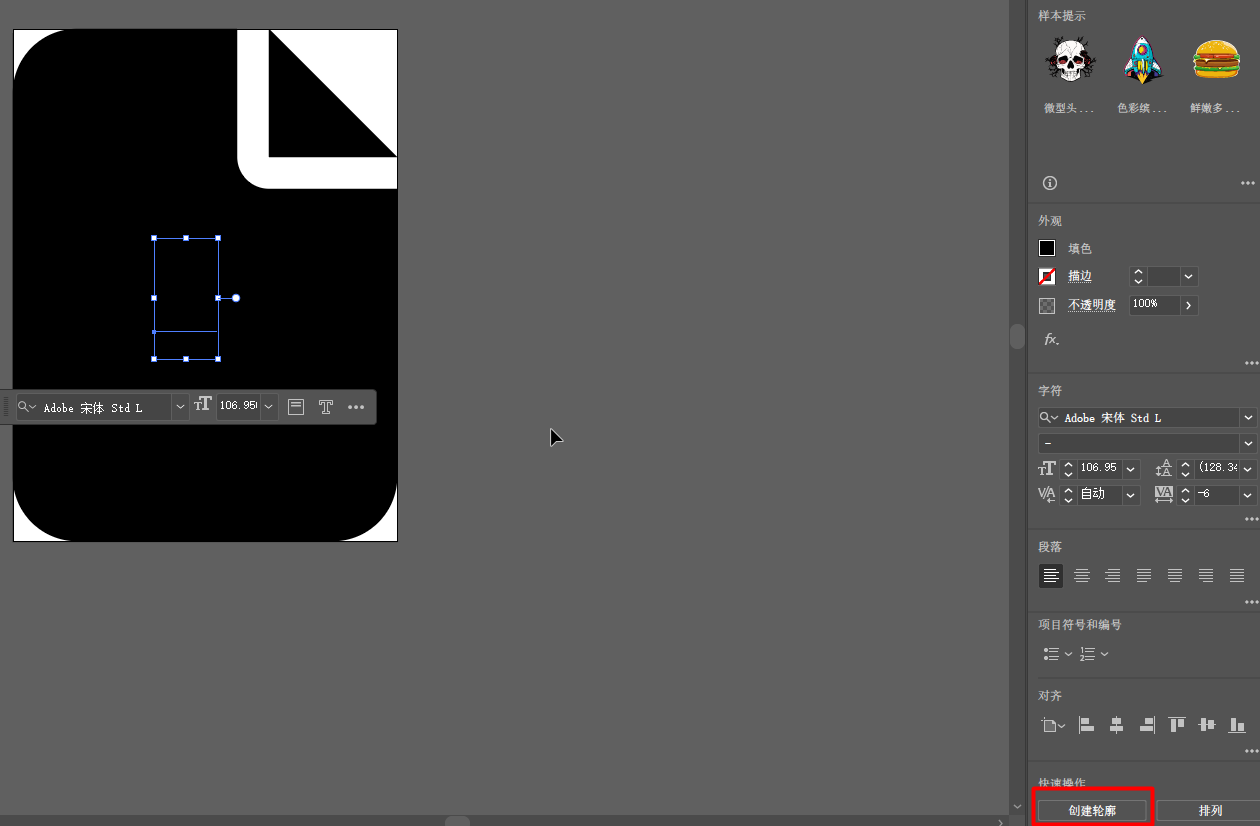 样本提示
微型头... 色彩缤... 鲜嫩多...
外观
填色
描边
不透明度 100%
fx.
字符
Adobe 宋体 Std L
Adobe 宋体 Std L 106.95
-
106.95 (128.34
自动 -6
段落
项目符号和编号
对齐
快速操作
创建轮廓 排列